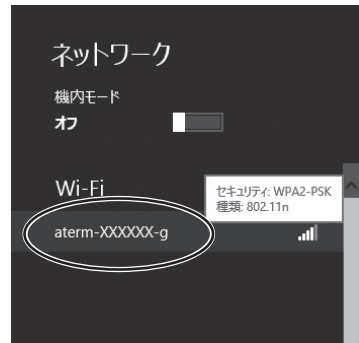 ネットワーク
機内モード
オフ
Wi-Fi
セキュリティ: WPA2-PSK
種類: 802.11n
aterm-XXXXXX-g